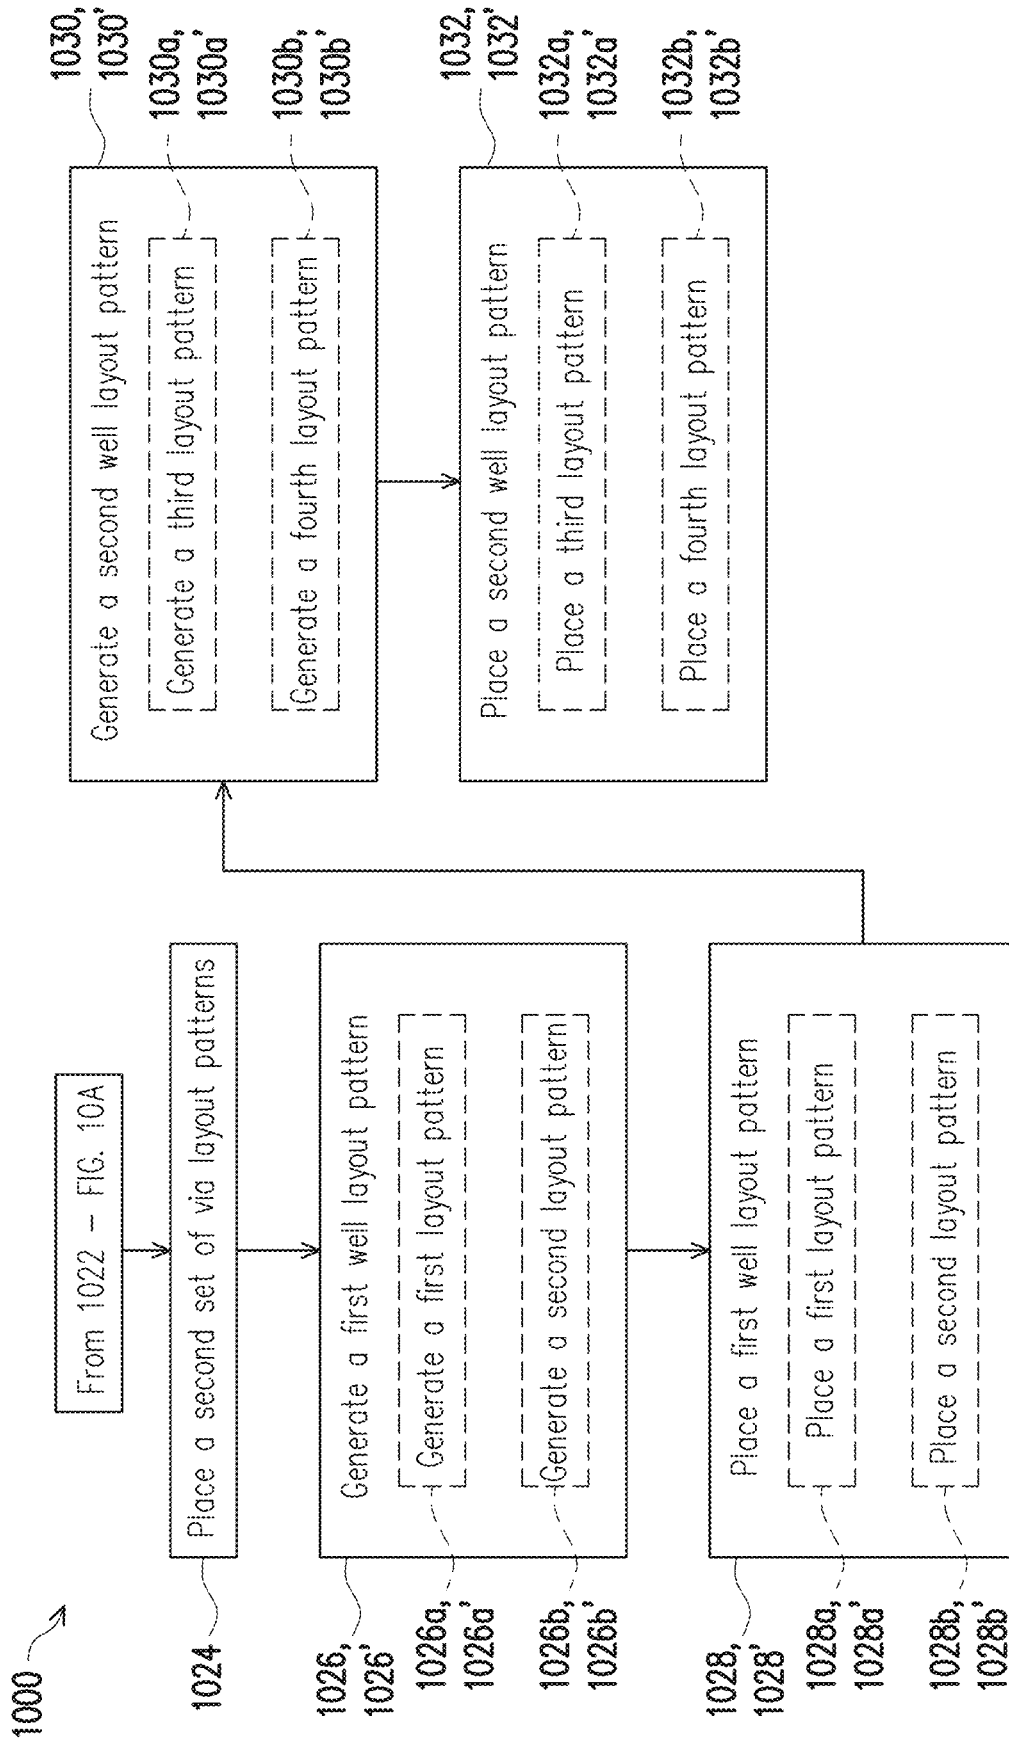 1000
From 1022 – FIG. 10A
Place a second set of via layout patterns
1024
Generate a first well layout pattern
1026,
1026'
Generate a first layout pattern
1026a,
1026a'
Generate a second layout pattern
1026b,
1026b'
Place a first well layout pattern
1028,
1028'
Place a first layout pattern
1028a,
1028a'
Place a second layout pattern
1028b,
1028b'
Generate a second well layout pattern
1030,
1030'
Generate a third layout pattern
1030a,
1030a'
Generate a fourth layout pattern
1030b,
1030b'
Place a second well layout pattern
1032,
1032'
Place a third layout pattern
1032a,
1032a'
Place a fourth layout pattern
1032b,
1032b'